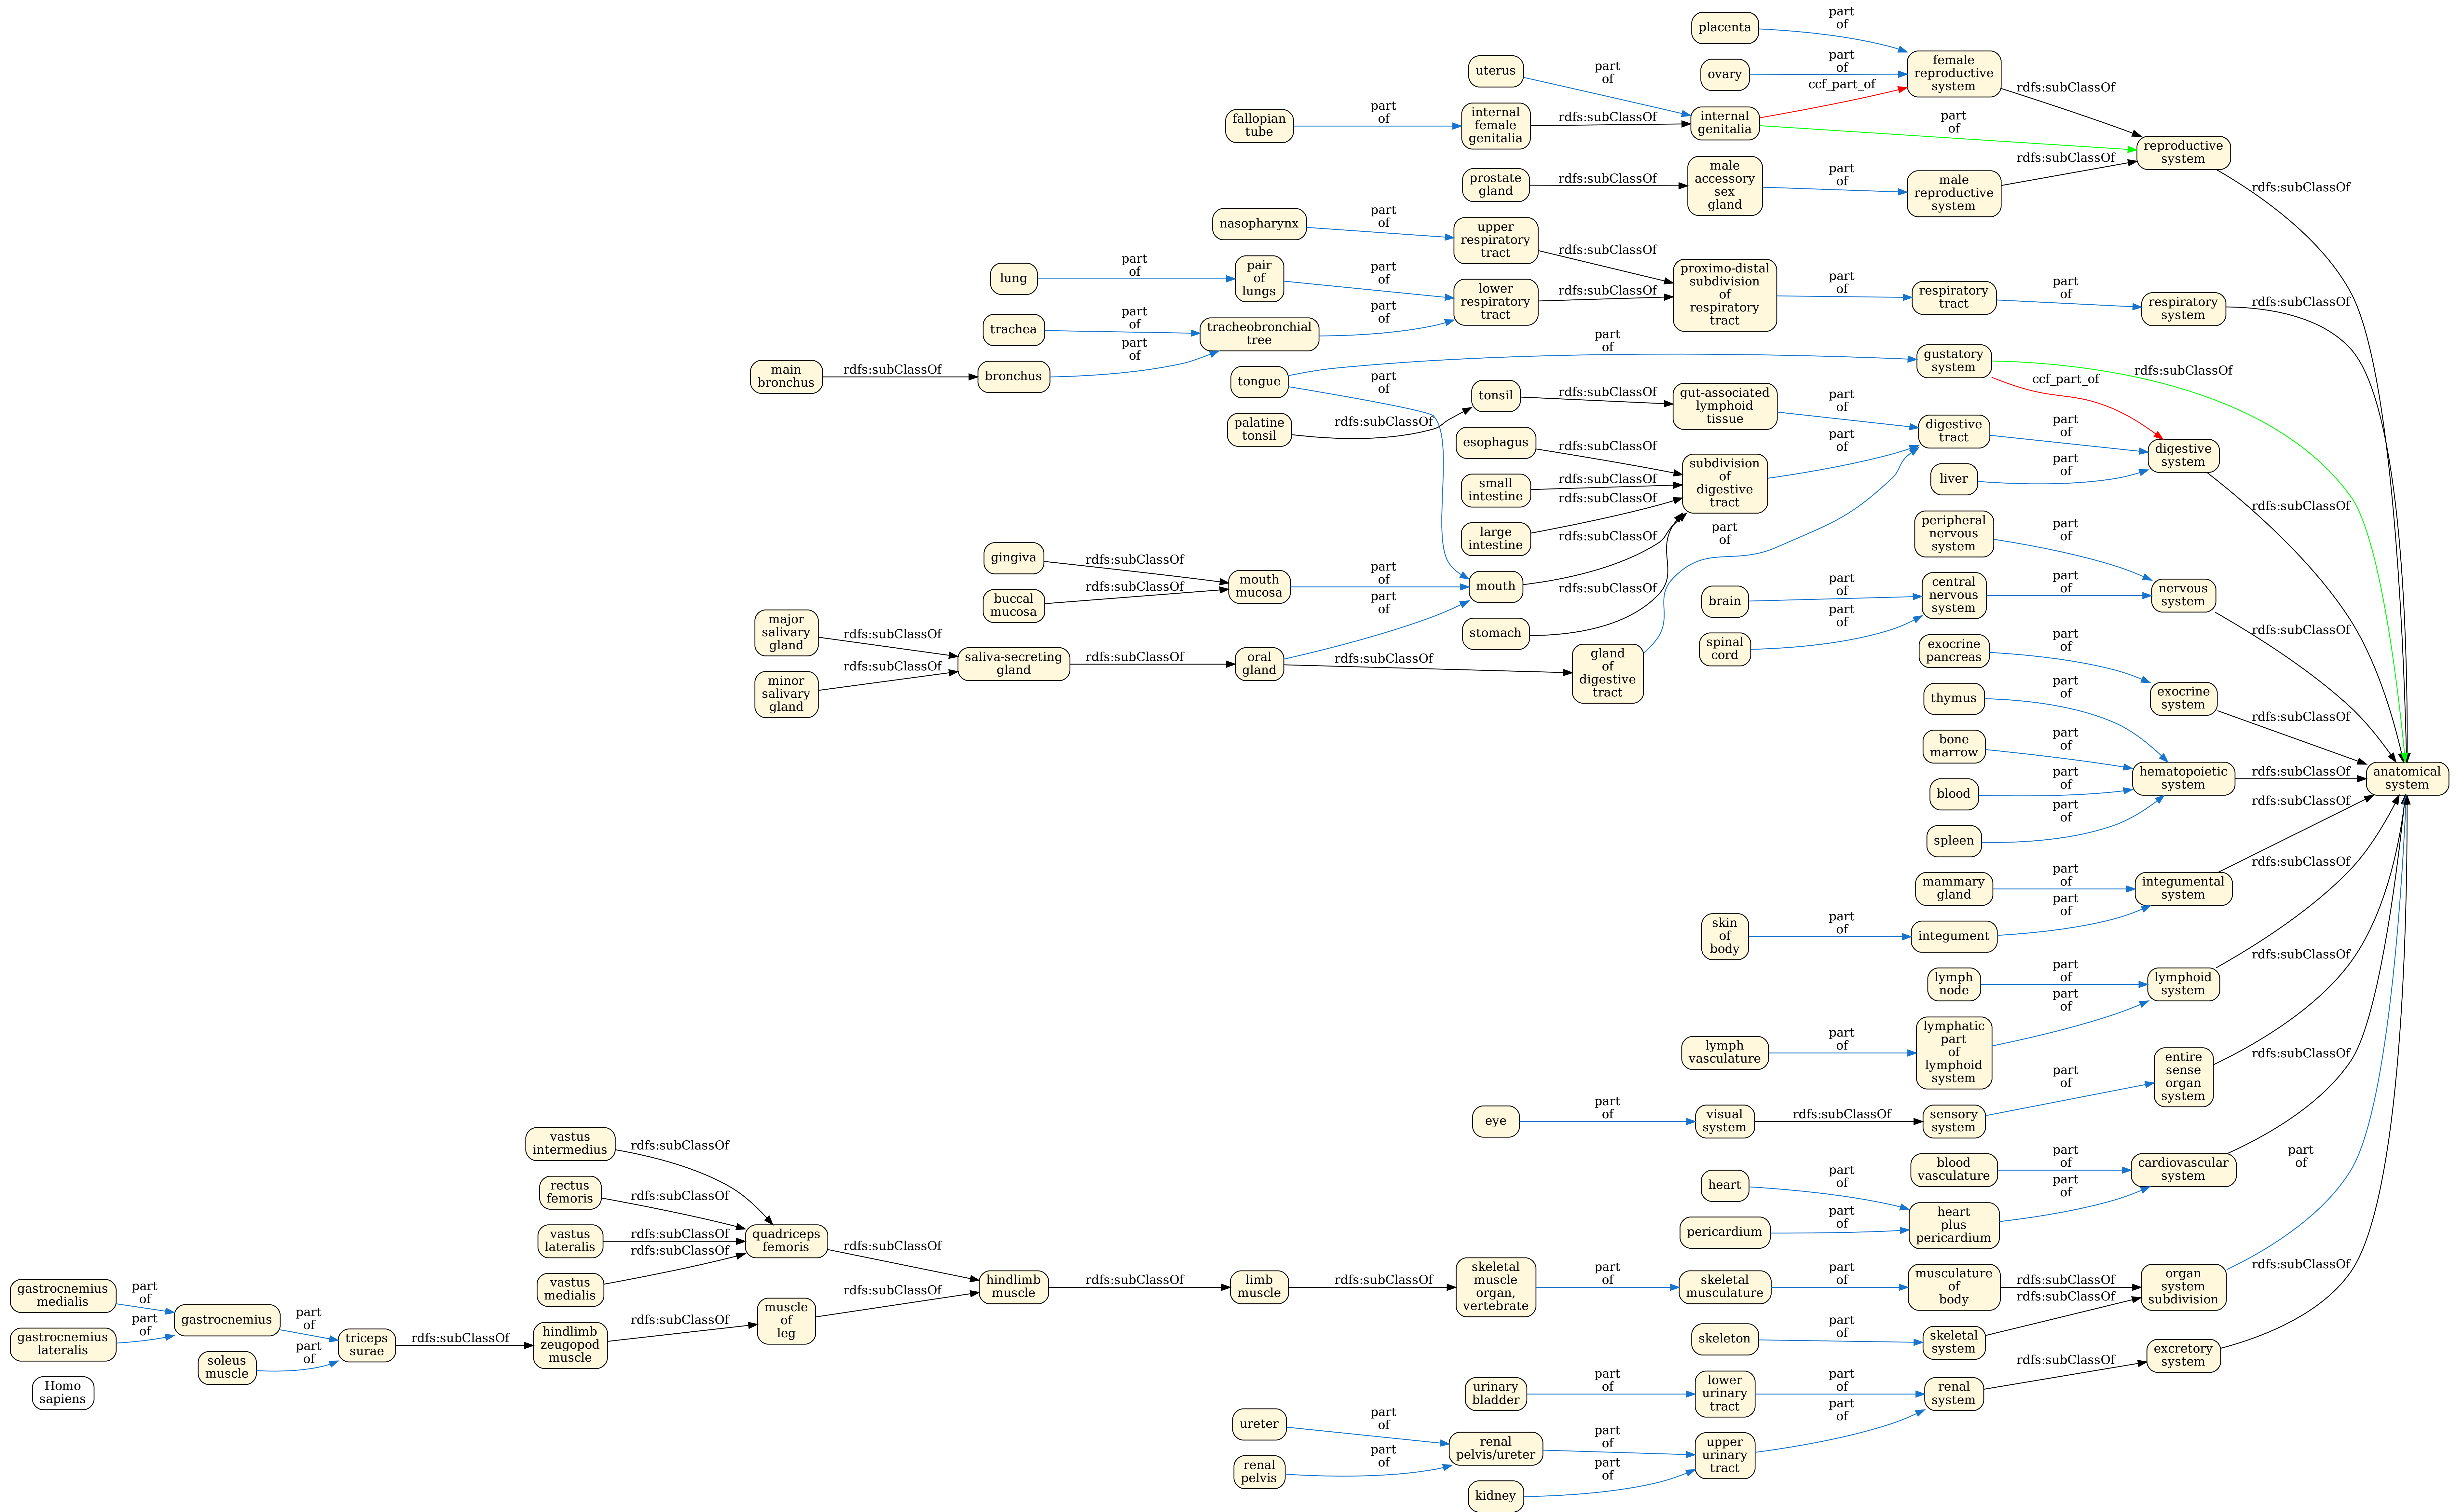 placenta
part
of
ovary
part
of
female
reproductive
system
uterus
part
of
ccf_part_of
rdfs:subClassOf
fallopian
tube
part
of
internal
female
genitalia
rdfs:subClassOf
internal
genitalia
part
of
reproductive
system
prostate
gland
rdfs:subClassOf
male
accessory
sex
gland
part
of
male
reproductive
system
rdfs:subClassOf
rdfs:subClassOf
nasopharynx
part
of
upper
respiratory
tract
rdfs:subClassOf
lung
part
of
pair
of
lungs
part
of
lower
respiratory
tract
rdfs:subClassOf
proximo-distal
subdivision
of
respiratory
tract
part
of
respiratory
tract
part
of
respiratory
system
rdfs:subClassOf
trachea
part
of
tracheobronchial
tree
part
of
main
bronchus
rdfs:subClassOf
bronchus
part
of
tongue
part
of
part
of
gustatory
system
ccf_part_of
rdfs:subClassOf
palatine
tonsil
rdfs:subClassOf
tonsil
rdfs:subClassOf
gut-associated
lymphoid
tissue
part
of
digestive
tract
part
of
digestive
system
rdfs:subClassOf
esophagus
rdfs:subClassOf
small
intestine
rdfs:subClassOf
large
intestine
rdfs:subClassOf
subdivision
of
digestive
tract
part
of
liver
part
of
gingiva
rdfs:subClassOf
buccal
mucosa
rdfs:subClassOf
mouth
mucosa
part
of
mouth
rdfs:subClassOf
stomach
rdfs:subClassOf
part
of
peripheral
nervous
system
part
of
brain
part
of
central
nervous
system
part
of
nervous
system
rdfs:subClassOf
spinal
cord
part
of
major
salivary
gland
rdfs:subClassOf
minor
salivary
gland
rdfs:subClassOf
saliva-secreting
gland
rdfs:subClassOf
oral
gland
part
of
rdfs:subClassOf
gland
of
digestive
tract
exocrine
pancreas
part
of
exocrine
system
rdfs:subClassOf
thymus
part
of
bone
marrow
part
of
blood
part
of
spleen
part
of
hematopoietic
system
rdfs:subClassOf
anatomical
system
mammary
gland
part
of
integumental
system
rdfs:subClassOf
skin
of
body
part
of
integument
part
of
lymph
node
part
of
lymphoid
system
rdfs:subClassOf
lymph
vasculature
part
of
lymphatic
part
of
lymphoid
system
part
of
eye
part
of
visual
system
rdfs:subClassOf
sensory
system
part
of
entire
sense
organ
system
rdfs:subClassOf
blood
vasculature
part
of
cardiovascular
system
rdfs:subClassOf
heart
part
of
pericardium
part
of
heart
plus
pericardium
part
of
vastus
intermedius
rdfs:subClassOf
rectus
femoris
rdfs:subClassOf
vastus
lateralis
rdfs:subClassOf
vastus
medialis
rdfs:subClassOf
quadriceps
femoris
rdfs:subClassOf
gastrocnemius
medialis
part
of
gastrocnemius
lateralis
part
of
gastrocnemius
part
of
soleus
muscle
part
of
triceps
surae
rdfs:subClassOf
hindlimb
zeugopod
muscle
rdfs:subClassOf
muscle
of
leg
rdfs:subClassOf
hindlimb
muscle
rdfs:subClassOf
limb
muscle
rdfs:subClassOf
skeletal
muscle
organ,
vertebrate
part
of
skeletal
musculature
part
of
musculature
of
body
rdfs:subClassOf
organ
system
subdivision
part
of
skeleton
part
of
skeletal
system
rdfs:subClassOf
Homo
sapiens
urinary
bladder
part
of
lower
urinary
tract
part
of
renal
system
rdfs:subClassOf
excretory
system
rdfs:subClassOf
ureter
part
of
renal
pelvis
part
of
renal
pelvis/ureter
part
of
kidney
part
of
upper
urinary
tract
part
of